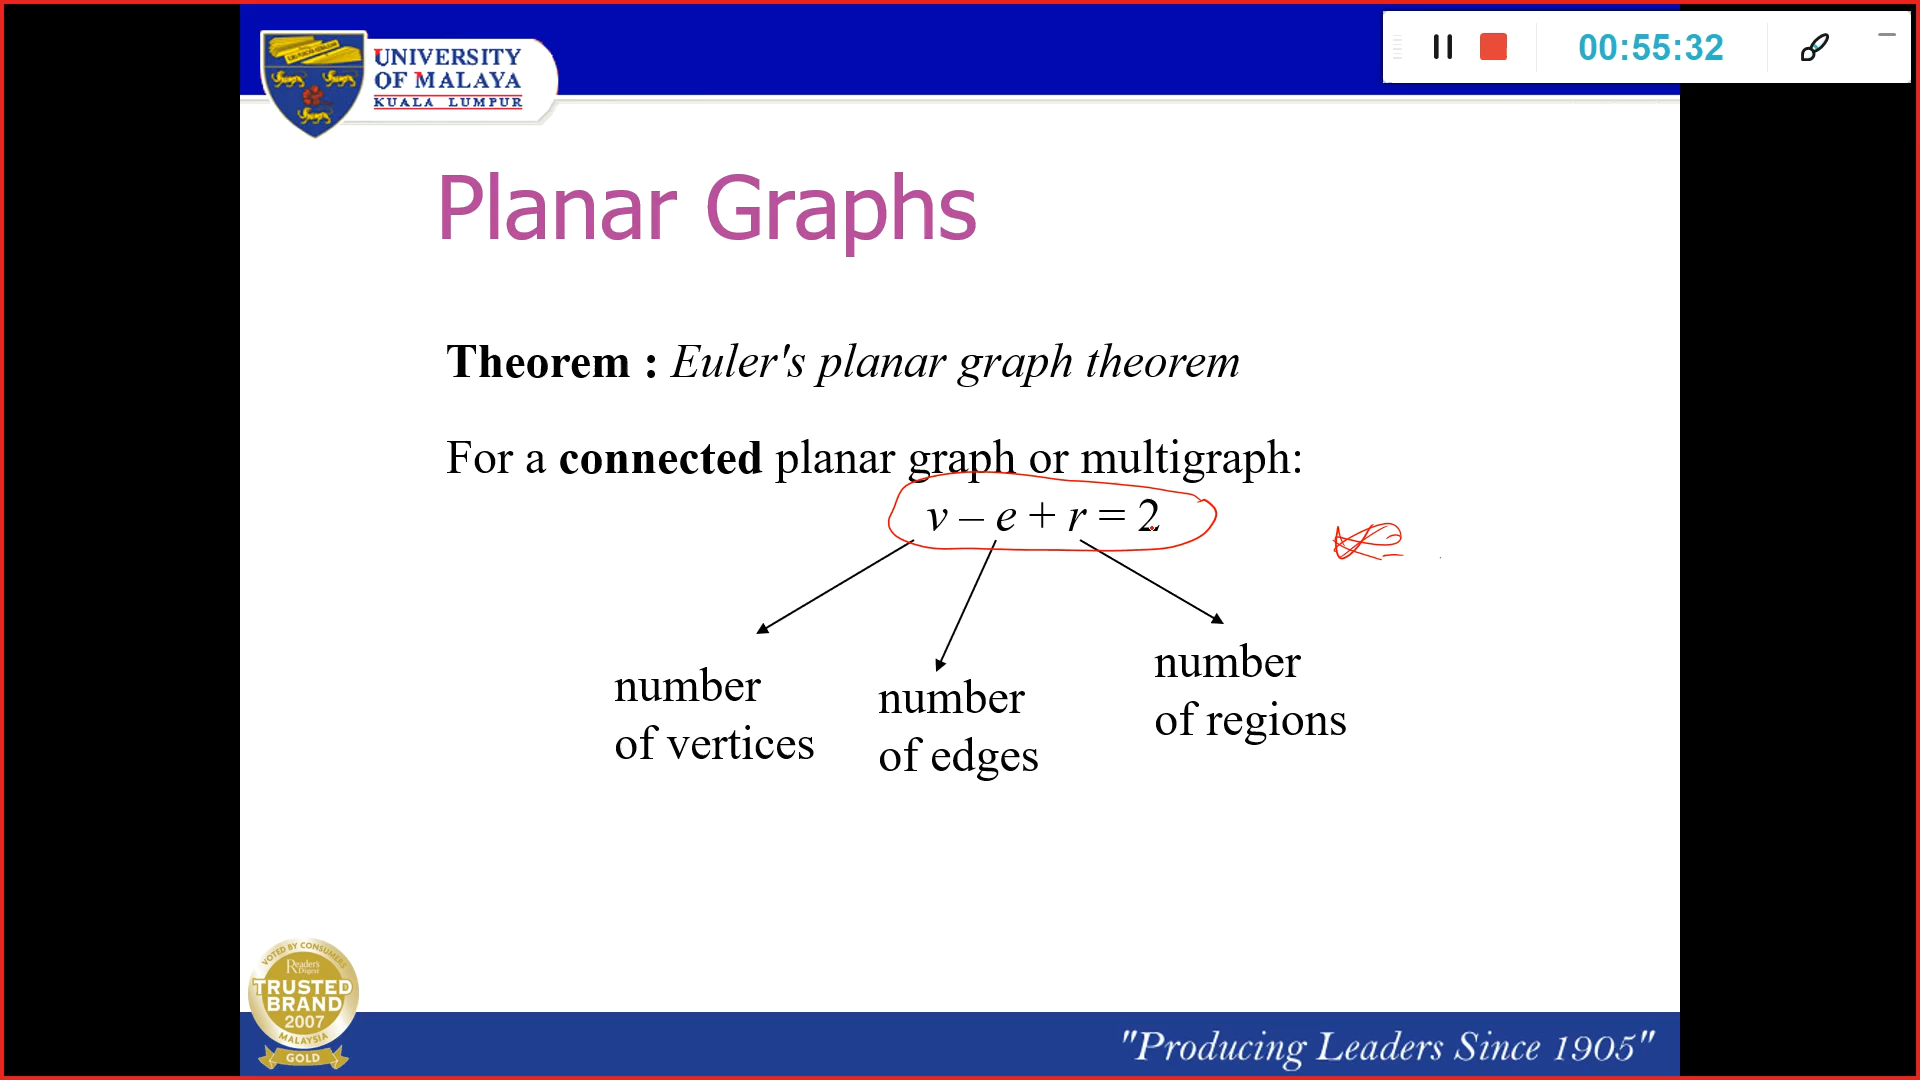 UNIVERSITY
OF MALAYA
KUALA LUMPUR
00:55:32
Planar Graphs
Theorem : Euler's planar graph theorem
For a connected planar graph or multigraph:
v – e + r = 2
number
of vertices
number
of edges
number
of regions
VOTED BY CONSUMERS
Reader's
Digest
TRUSTED
BRAND
2007
MALAYSIA
GOLD
"Producing Leaders Since 1905"